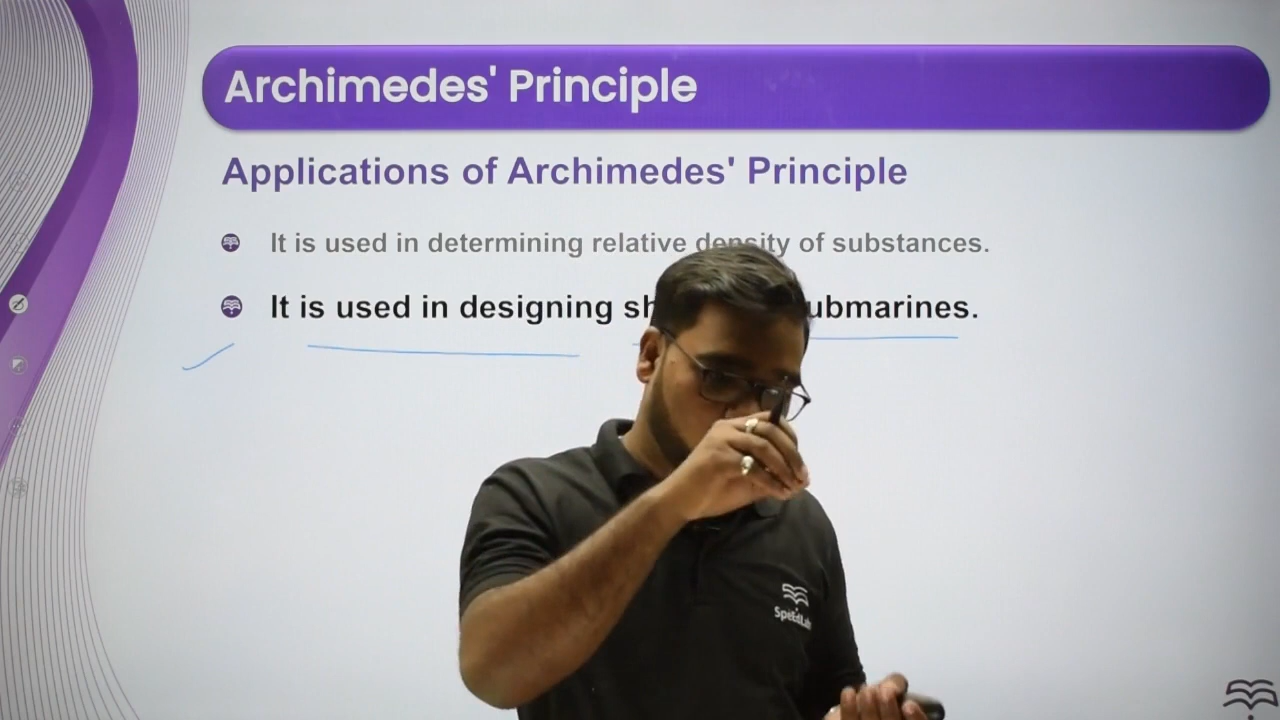 Archimedes' Principle
Applications of Archimedes' Principle
It is used in determining relative density of substances.
It is used in designing sh ubmarines.
SpeEdLabs